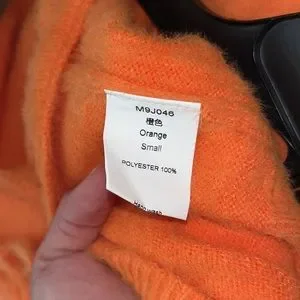 M9J046
橙色
Orange
Small
POLYESTER 100%